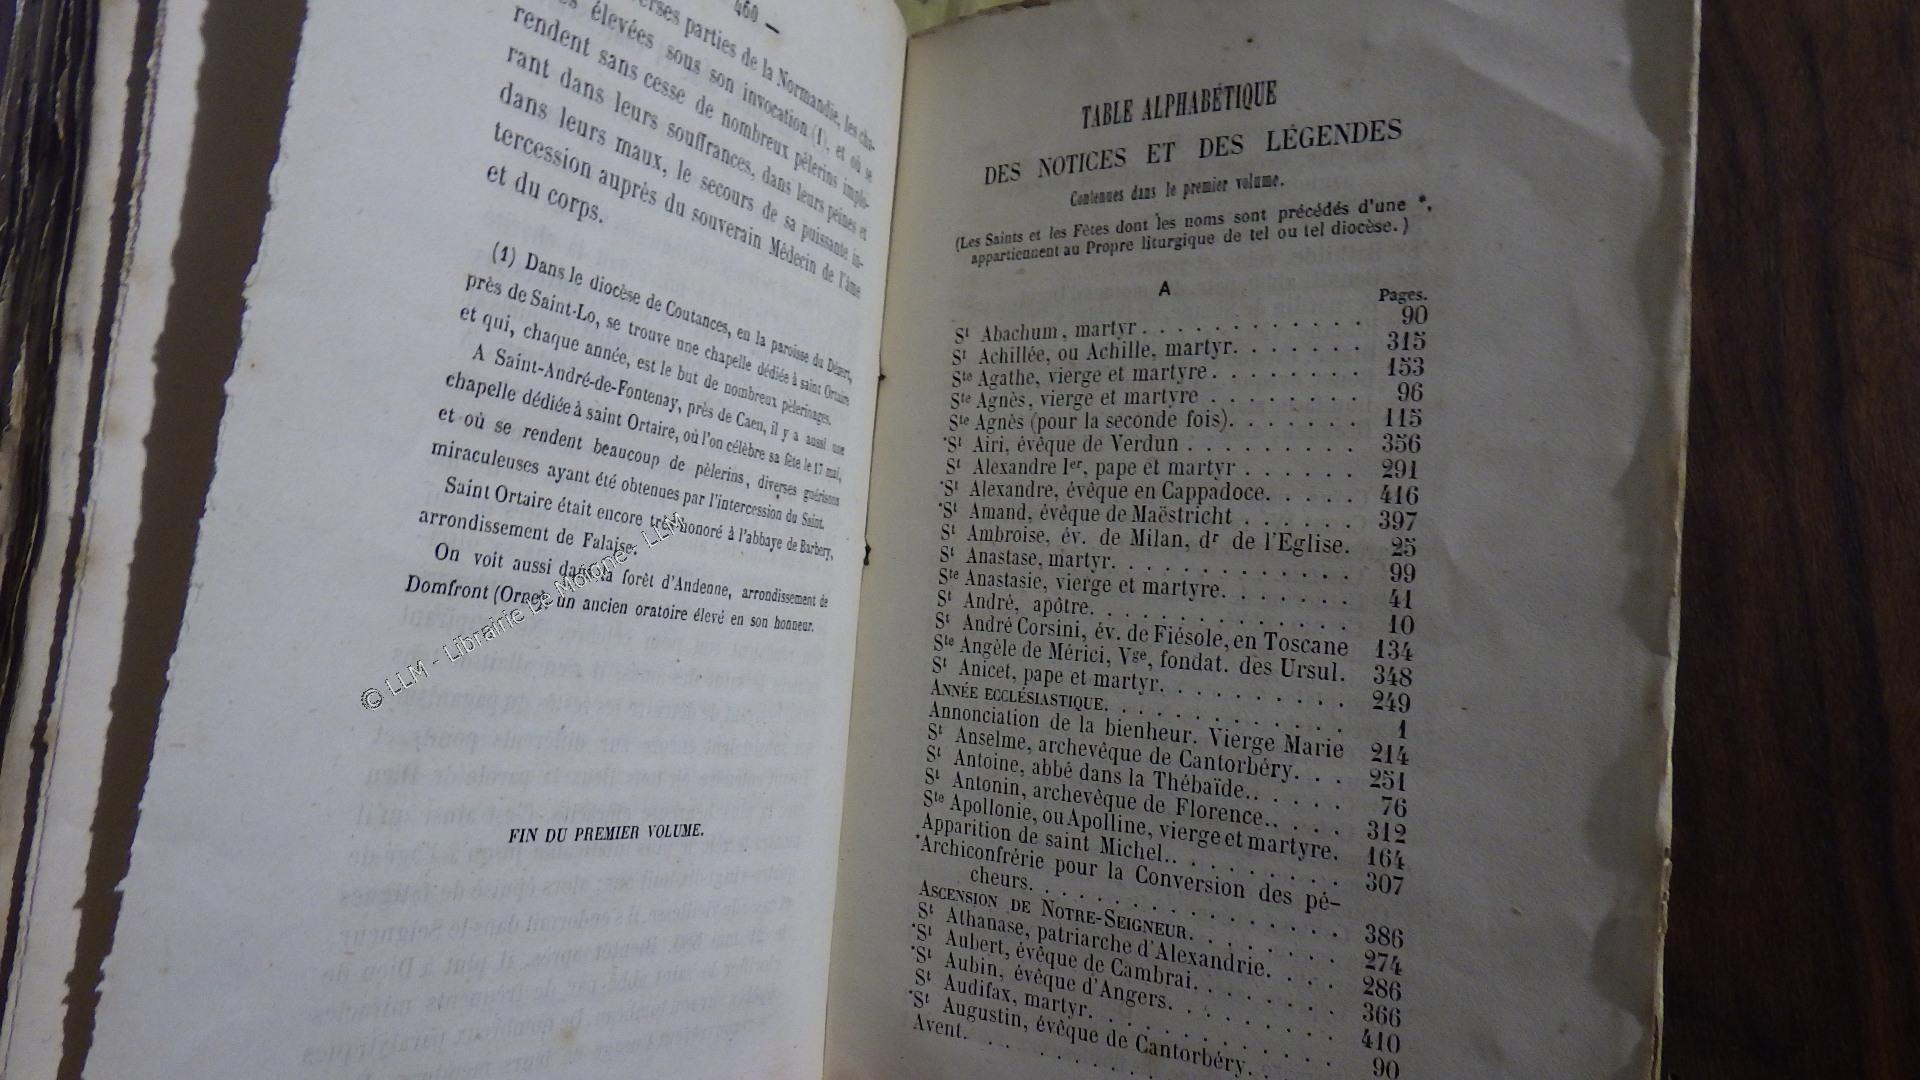 460 —
erses parties de la Normandie, les cha-
élevées sous son invocation (1), et où se
rendent sans cesse de nombreux pèlerins implo-
rant dans leurs souffrances, dans leurs peines et
dans leurs maux, le secours de sa puissante in-
tercession auprès du souverain Médecin de l'âme
et du corps.
(1) Dans le diocèse de Coutances, en la paroisse du Désert,
près de Saint-Lo, se trouve une chapelle dédiée à saint Ortaire
et qui, chaque année, est le but de nombreux pèlerinages.
A Saint-André-de-Fontenay, près de Caen, il y a aussi une
chapelle dédiée à saint Ortaire, où l'on célèbre sa fête le 17 mai,
et où se rendent beaucoup de pèlerins, diverses guérisons
miraculeuses ayant été obtenues par l'intercession du Saint.
Saint Ortaire était encore très-honoré à l'abbaye de Barbery,
arrondissement de Falaise.
On voit aussi dans la forêt d'Andenne, arrondissement de
Domfront (Orne), un ancien oratoire élevé en son honneur.
© LLM - Librairie Le Moigne - LLM
FIN DU PREMIER VOLUME.
TABLE ALPHABÉTIQUE
DES NOTICES ET DES LÉGENDES
Contenues dans le premier volume.
(Les Saints et les Fètes dont les noms sont précédés d'une *,
appartiennent au Propre liturgique de tel ou tel diocèse.)
A
Pages.
St Abachum, martyr. . . . . . . . . . . . 90
St Achillée, ou Achille, martyr. . . . . . . 315
Ste Agathe, vierge et martyre . . . . . . . . 153
Ste Agnès, vierge et martyre . . . . . . . . 96
Ste Agnès (pour la seconde fois). . . . . . . 115
*St Airi, évêque de Verdun . . . . . . . . . 356
St Alexandre Ier, pape et martyr . . . . . . 291
*St Alexandre, évêque en Cappadoce. . . . . 416
*St Amand, évêque de Maëstricht . . . . . . 397
St Ambroise, év. de Milan, dr de l'Eglise. 25
St Anastase, martyr. . . . . . . . . . . . 99
Ste Anastasie, vierge et martyre. . . . . . . 41
St André, apôtre. . . . . . . . . . . . . 10
St André Corsini, év. de Fiésole, en Toscane 134
Ste Angèle de Mérici, Vge, fondat. des Ursul. 348
St Anicet, pape et martyr. . . . . . . . . 249
ANNÉE ECCLÉSIASTIQUE. . . . . . . . . . . . 1
Annonciation de la bienheur. Vierge Marie 214
St Anselme, archevêque de Cantorbéry. . . 251
St Antoine, abbé dans la Thébaïde. . . . . . 76
St Antonin, archevêque de Florence. . . . . 312
Ste Apollonie, ou Apolline, vierge et martyre. 164
Apparition de saint Michel. . . . . . . . . 307
*Archiconfrérie pour la Conversion des pé-
cheurs. . . . . . . . . . . . . . . 386
ASCENSION DE NOTRE-SEIGNEUR. . . . . . . . 274
St Athanase, patriarche d'Alexandrie. . . . 286
*St Aubert, évêque de Cambrai. . . . . . . . 366
*St Aubin, évêque d'Angers. . . . . . . . . 410
St Audifax, martyr. . . . . . . . . . . . 90
*St Augustin, évêque de Cantorbéry. . . .
Avent. . . . . . .